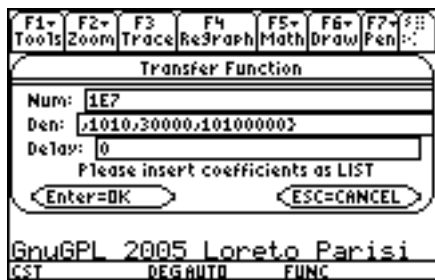 F1▾ F2▾ F3 F4 F5▾ F6▾ F7▾
Tools Zoom Trace ReGraph Math Draw Pen
Transfer Function
Num: 1E7
Den: ,1010,30000,10100000}
Delay: 0
Please insert coefficients as LIST
Enter=OK ESC=CANCEL
GnuGPL 2005 Loreto Parisi
CST DEGAUTO FUNC